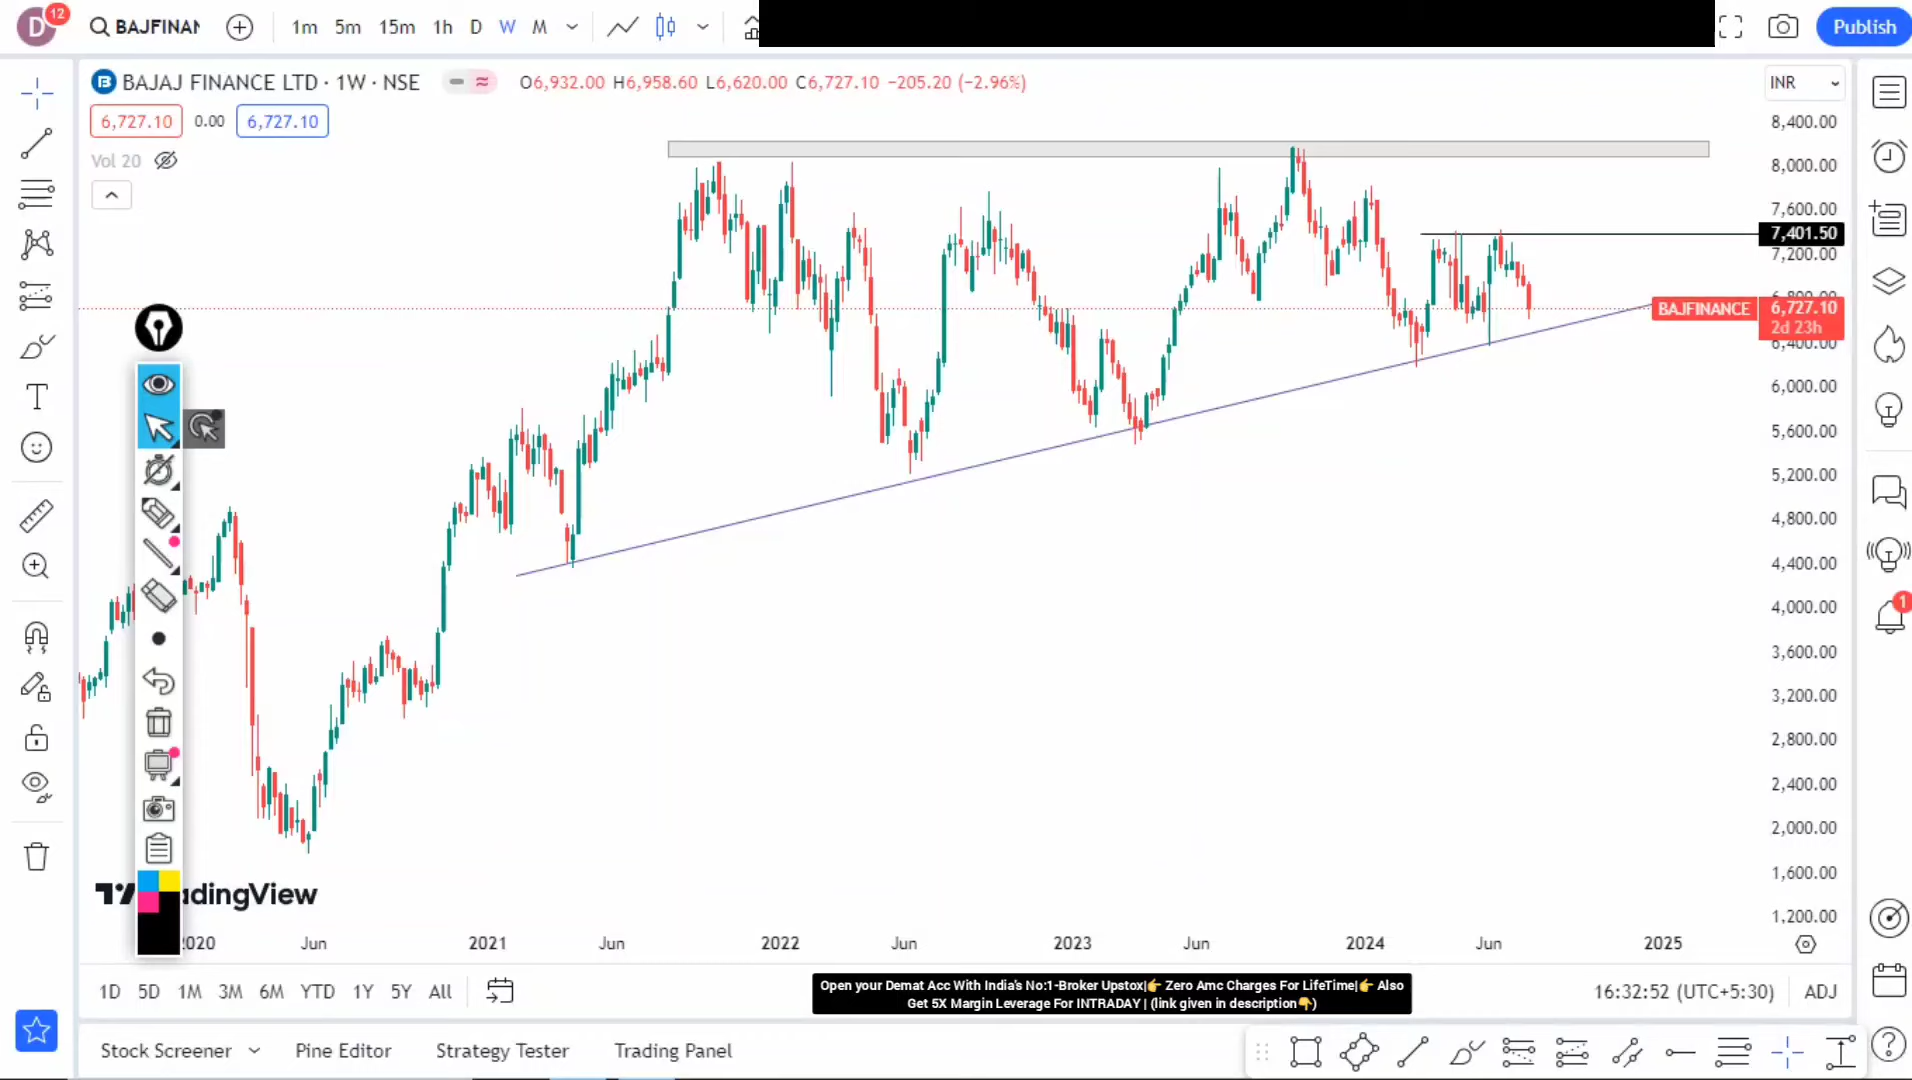 D 12 BAJFINAN 1m 5m 15m 1h D W M Publish
BAJAJ FINANCE LTD · 1W · NSE O6,932.00 H6,958.60 L6,620.00 C6,727.10 −205.20 (−2.96%) INR
6,727.10 0.00 6,727.10
Vol 20
8,400.00
8,000.00
7,600.00
7,401.50
7,200.00
6,800.00
BAJFINANCE 6,727.10
2d 23h
6,400.00
6,000.00
5,600.00
5,200.00
4,800.00
4,400.00
4,000.00
1
3,600.00
3,200.00
2,800.00
2,400.00
2,000.00
1,600.00
1,200.00
2020 Jun 2021 Jun 2022 Jun 2023 Jun 2024 Jun 2025
1D 5D 1M 3M 6M YTD 1Y 5Y All
Open your Demat Acc With India's No:1-Broker Upstox|👉 Zero Amc Charges For LifeTime|👉 Also
Get 5X Margin Leverage For INTRADAY | (link given in description👇)
16:32:52 (UTC+5:30) ADJ
Stock Screener Pine Editor Strategy Tester Trading Panel